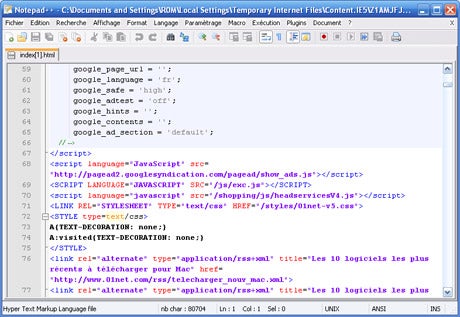 Notepad++ - C:\Documents and Settings\ROM\Local Settings\Temporary Internet Files\Content.IE5\Z1AMJFJ...
Fichier Edition Recherche Affichage Format Langage Paramétrage Macro Exécution Plugins Document ? X
index[1].html
59 google_page_url = '';
60 google_language = 'fr';
61 google_safe = 'high';
62 google_adtest = 'off';
63 google_hints = '';
64 google_contents = '';
65 google_ad_section = 'default';
66 //-->
67 </script>
68 <script language="JavaScript" src=
"http://pagead2.googlesyndication.com/pagead/show_ads.js"></script>
69 <SCRIPT LANGUAGE="JAVASCRIPT" SRC="/js/exc.js"></SCRIPT>
70 <script language="javascript" src="/shopping/js/headservicesV4.js"></script>
71 <LINK REL="STYLESHEET" TYPE="text/css" HREF="/styles/01net-v5.css">
72 <STYLE type=text/css>
73 A{TEXT-DECORATION: none;}
74 A:visited{TEXT-DECORATION: none;}
75 </STYLE>
76 <link rel="alternate" type="application/rss+xml" title="Les 10 logiciels les plus
récents à télécharger pour Mac" href=
"http://www.01net.com/rss/telecharger_nouv_mac.xml">
77 <link rel="alternate" type="application/rss+xml" title="Les 10 logiciels les plus
Hyper Text Markup Language file nb char : 80704 Ln : 1 Col : 1 Sel : 0 UNIX ANSI INS